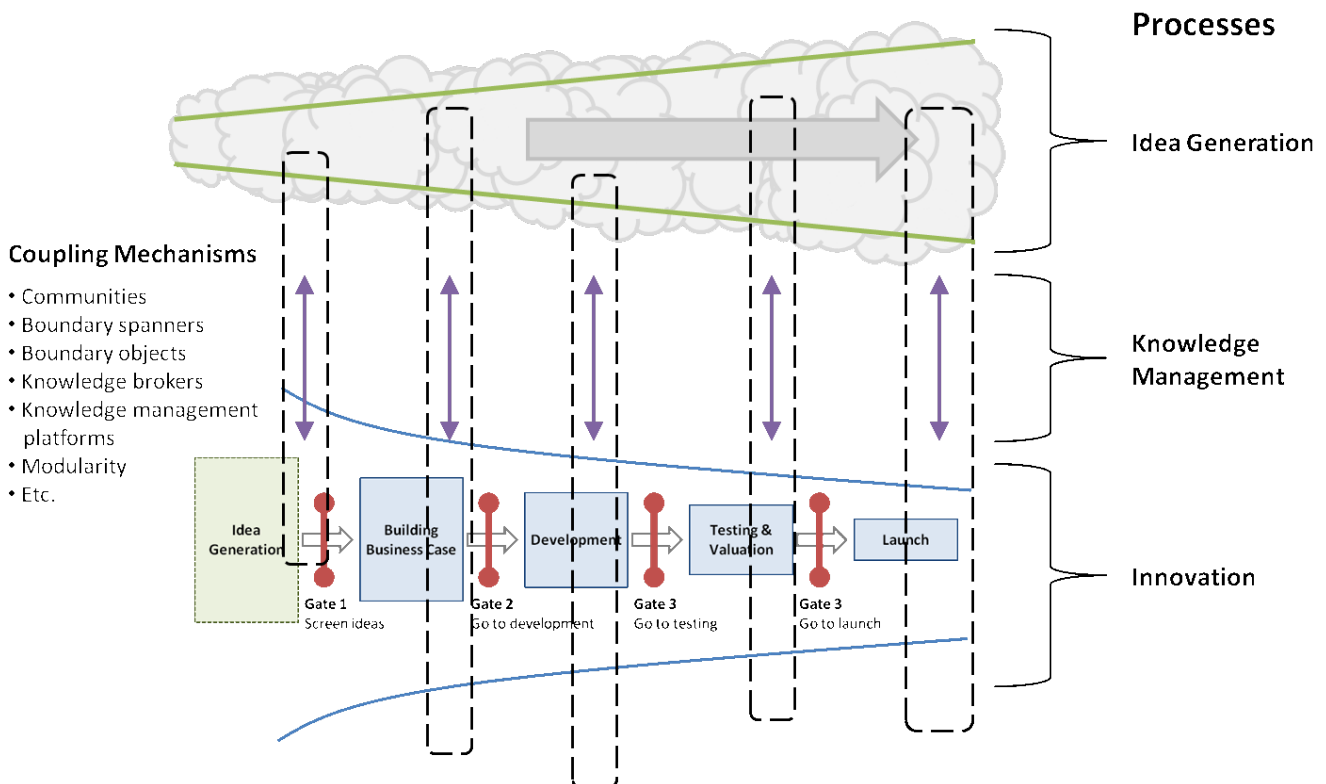 Processes
Idea Generation
Coupling Mechanisms
• Communities
• Boundary spanners
• Boundary objects
• Knowledge brokers
• Knowledge management
platforms
• Modularity
• Etc.
Knowledge
Management
Idea
Generation
Building
Business Case
Development
Testing &
Valuation
Launch
Gate 1
Screen ideas
Gate 2
Go to development
Gate 3
Go to testing
Gate 3
Go to launch
Innovation